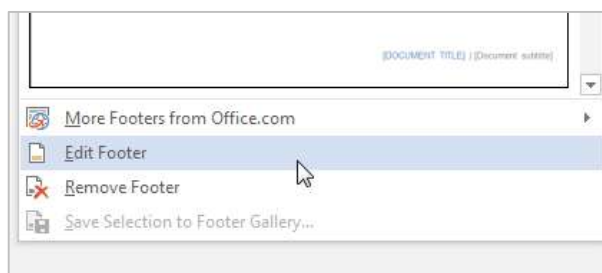 [DOCUMENT TITLE] | [Document subtitle]
More Footers from Office.com
Edit Footer
Remove Footer
Save Selection to Footer Gallery...